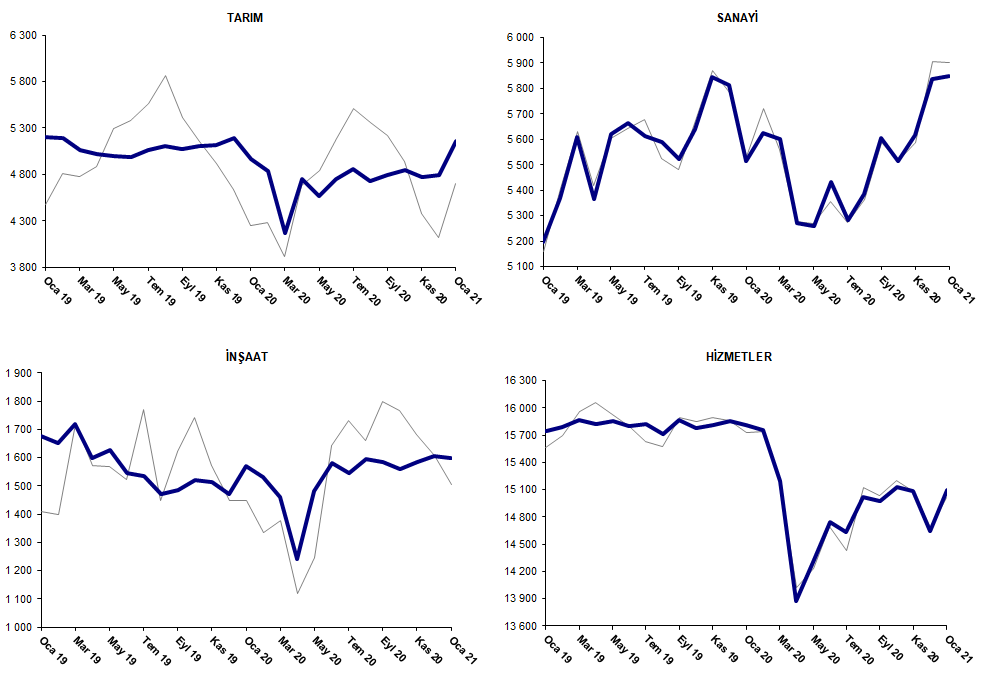 TARIM
6 300
5 800
5 300
4 800
4 300
3 800
Oca 19
Mar 19
May 19
Tem 19
Eyl 19
Kas 19
Oca 20
Mar 20
May 20
Tem 20
Eyl 20
Kas 20
Oca 21
SANAYİ
6 000
5 900
5 800
5 700
5 600
5 500
5 400
5 300
5 200
5 100
Oca 19
Mar 19
May 19
Tem 19
Eyl 19
Kas 19
Oca 20
Mar 20
May 20
Tem 20
Eyl 20
Kas 20
Oca 21
İNŞAAT
1 900
1 800
1 700
1 600
1 500
1 400
1 300
1 200
1 100
1 000
Oca 19
Mar 19
May 19
Tem 19
Eyl 19
Kas 19
Oca 20
Mar 20
May 20
Tem 20
Eyl 20
Kas 20
Oca 21
HİZMETLER
16 300
16 000
15 700
15 400
15 100
14 800
14 500
14 200
13 900
13 600
Oca 19
Mar 19
May 19
Tem 19
Eyl 19
Kas 19
Oca 20
Mar 20
May 20
Tem 20
Eyl 20
Kas 20
Oca 21